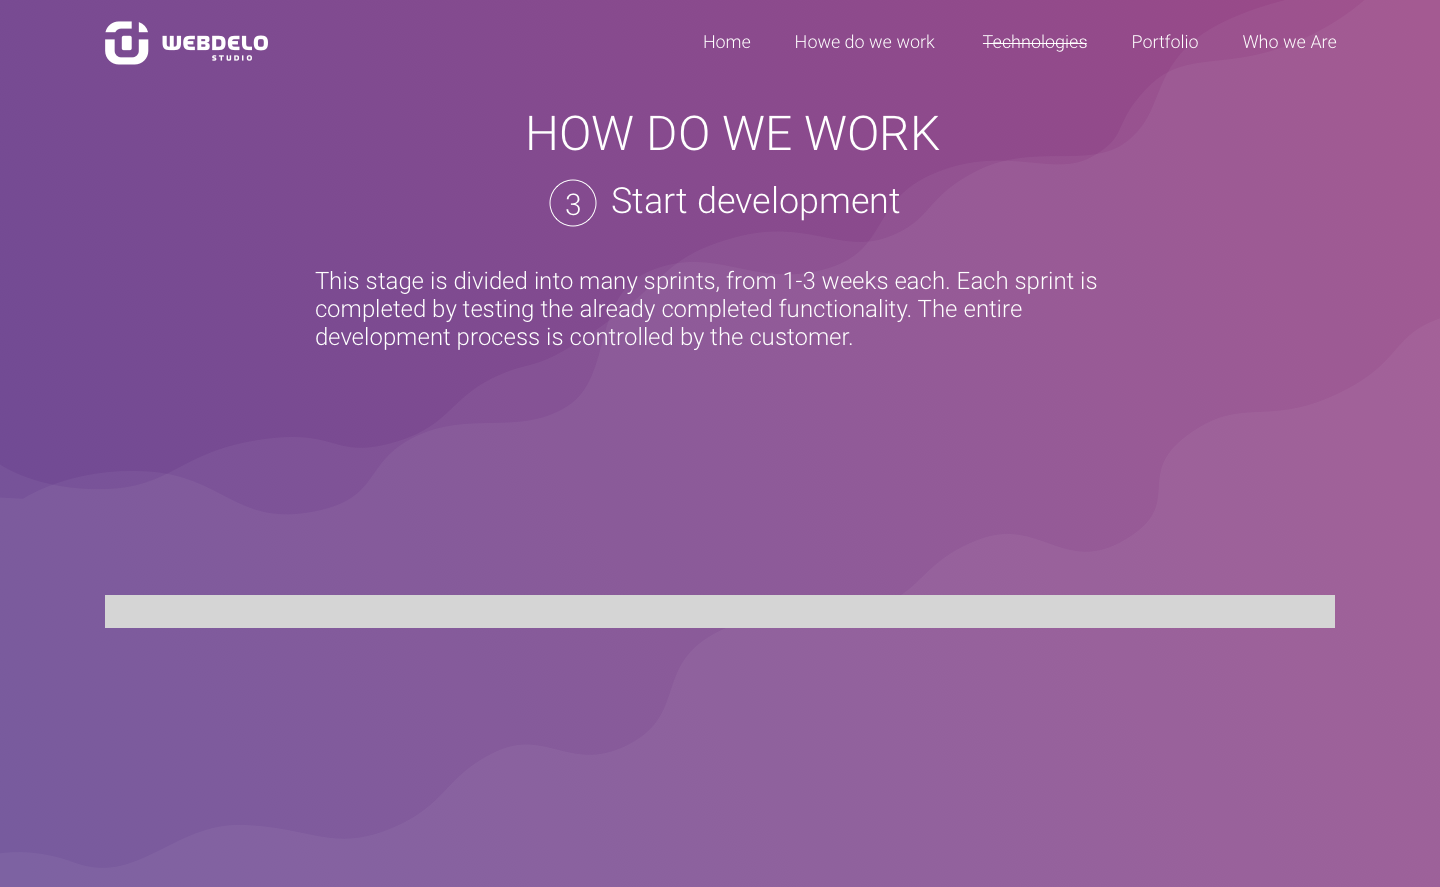 WEBDELO
STUDIO
Home Howe do we work Technologies Portfolio Who we Are
HOW DO WE WORK
3 Start development
This stage is divided into many sprints, from 1-3 weeks each. Each sprint is
completed by testing the already completed functionality. The entire
development process is controlled by the customer.